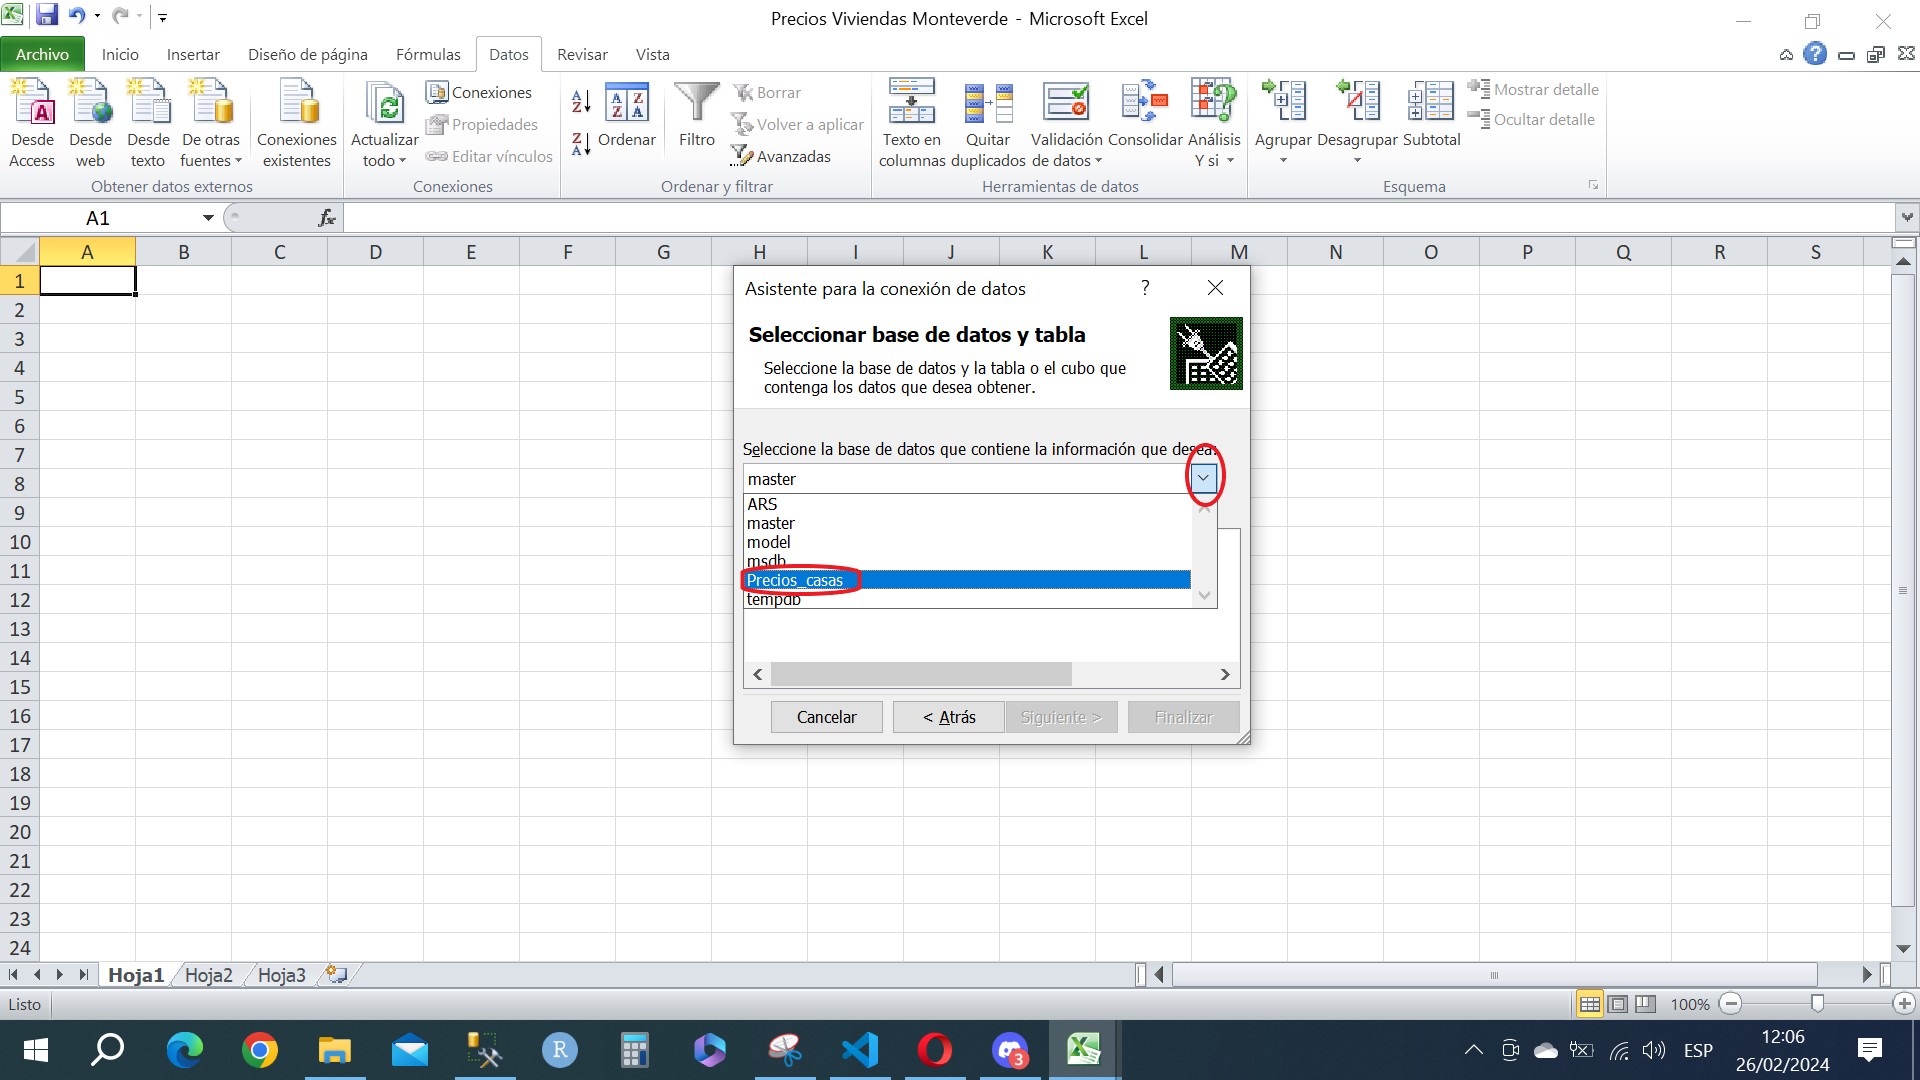 Precios Viviendas Monteverde - Microsoft Excel
Archivo Inicio Insertar Diseño de página Fórmulas Datos Revisar Vista
Desde Access
Desde web
Desde texto
De otras fuentes
Conexiones existentes
Obtener datos externos
Actualizar todo
Conexiones
Propiedades
Editar vínculos
Conexiones
Ordenar
Filtro
Borrar
Volver a aplicar
Avanzadas
Ordenar y filtrar
Texto en columnas
Quitar duplicados
Validación de datos
Consolidar
Análisis Y si
Herramientas de datos
Agrupar
Desagrupar
Subtotal
Mostrar detalle
Ocultar detalle
Esquema
A1
fx
A B C D E F G H I J K L M N O P Q R S
1
2
3
4
5
6
7
8
9
10
11
12
13
14
15
16
17
18
19
20
21
22
23
24
Asistente para la conexión de datos ?
Seleccionar base de datos y tabla
Seleccione la base de datos y la tabla o el cubo que
contenga los datos que desea obtener.
Seleccione la base de datos que contiene la información que desea:
master
ARS
master
model
msdb
Precios_casas
tempdb
Cancelar < Atrás Siguiente > Finalizar
Hoja1 Hoja2 Hoja3
Listo
100%
3
ESP
12:06
26/02/2024